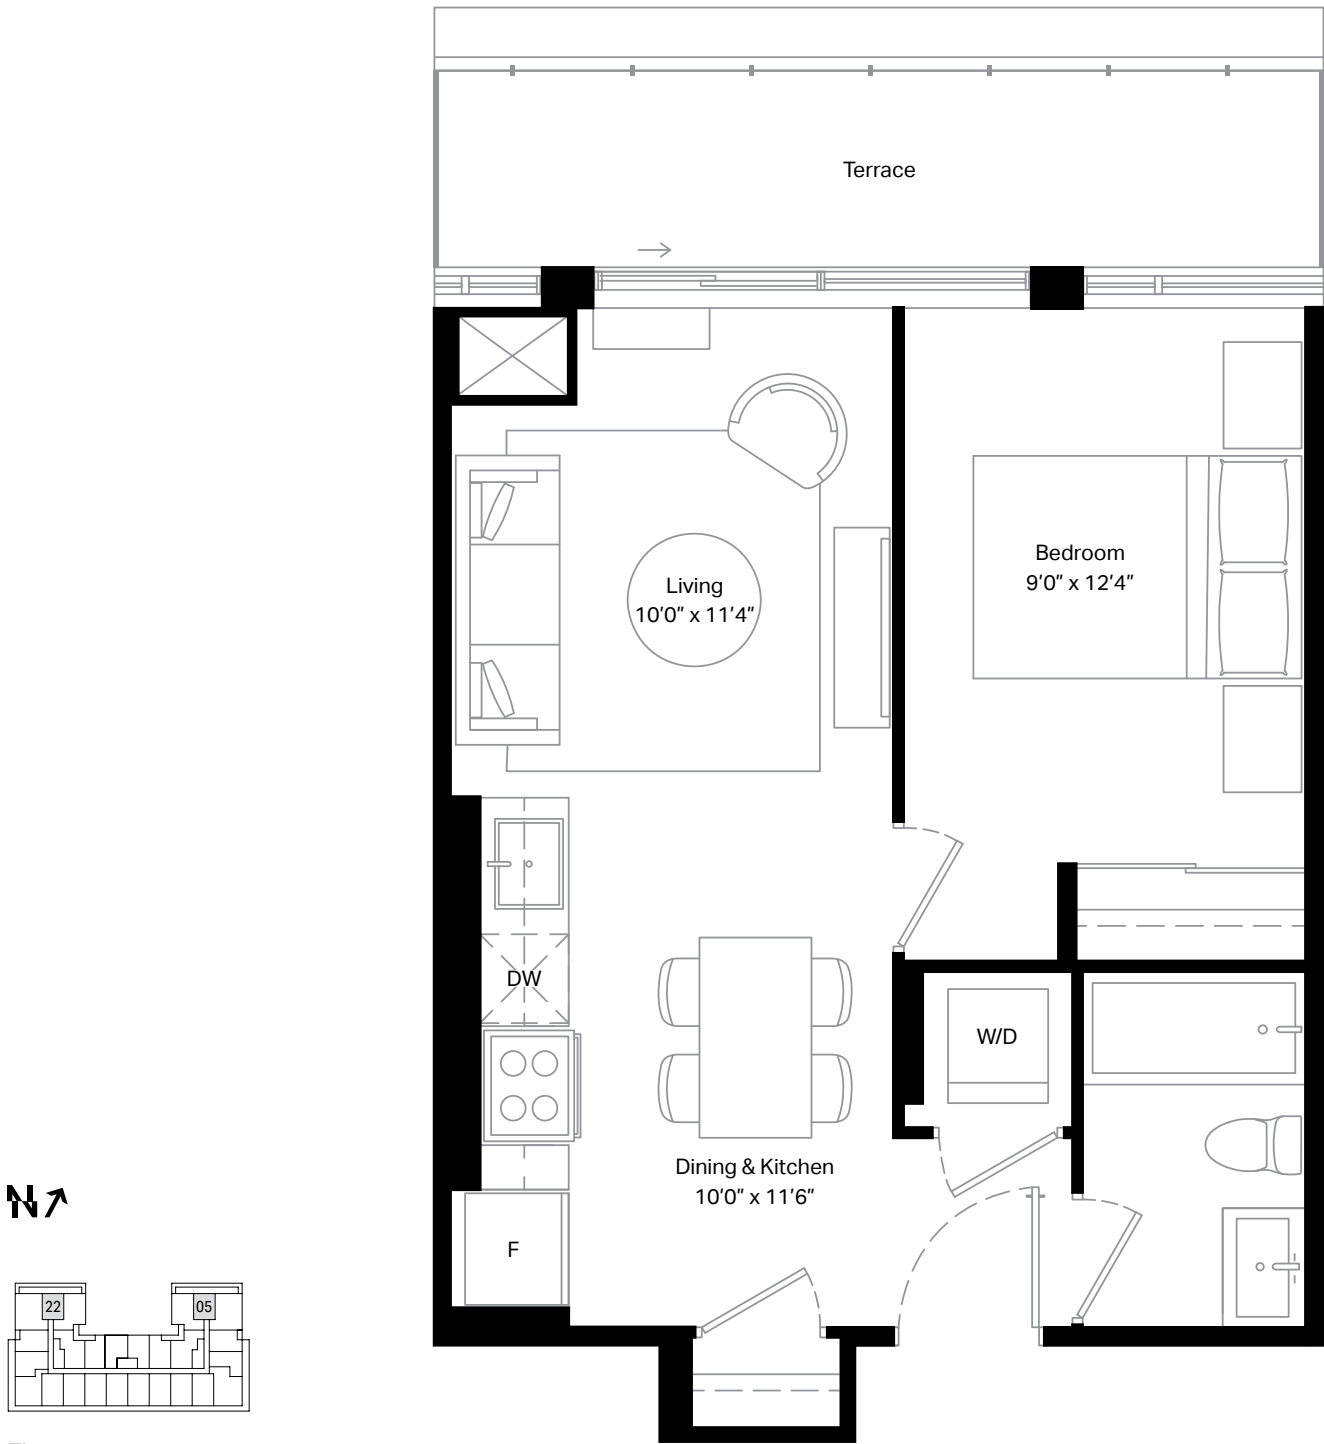 Terrace
Bedroom
9'0" x 12'4"
Living
10'0" x 11'4"
DW
W/D
Dining & Kitchen
10'0" x 11'6"
N
F
22
05